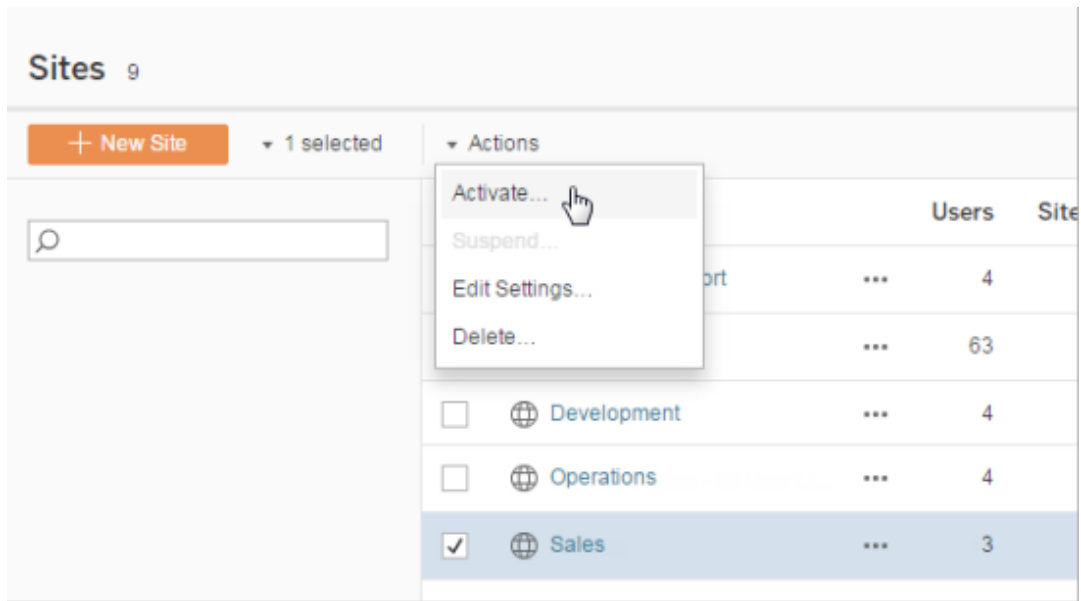 Sites 9
+ New Site 1 selected Actions
Activate...
Users Site
Suspend...
ort ... 4
Edit Settings...
Delete...
... 63
Development ... 4
Operations ... 4
Sales ... 3